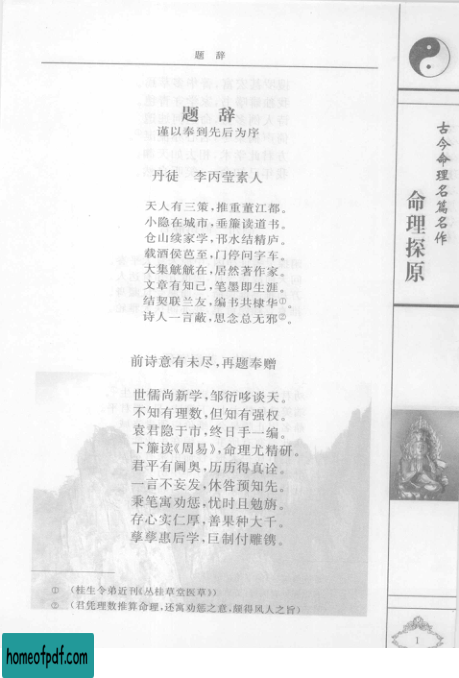 题 辞
题 辞
谨以奉到先后为序
丹徒 李丙莹素人
天人有三策,推重董江都。
小隐在城市,垂簾读道书。
仓山绥家学,邗水结精庐。
载酒侯芭至,门停问字车。
大集觥觥在,居然著作家。
文章有知己,笔墨即生涯。
结契联兰友,编书共棣华①。
诗人一言蔽,思念总无邪②。
前诗意有未尽,再题奉赠
世儒尚新学,邹衍哆谈天。
不知有理数,但知有强权。
袁君隐于市,终日手一编。
下簾读《周易》,命理尤精研。
君平有阃奥,历历得真诠。
一言不妄发,休咎预知先。
秉笔寓劝惩,忧时且勉旃。
存心实仁厚,善果种大千。
孳孳惠后学,巨制付雕镌。
① (桂生令弟近刊《丛桂草堂医草》)
② (君凭理数推算命理,还寓劝惩之意,颇得风人之旨)
古今命理名篇名作
命理探原
1
homeofpdf.com